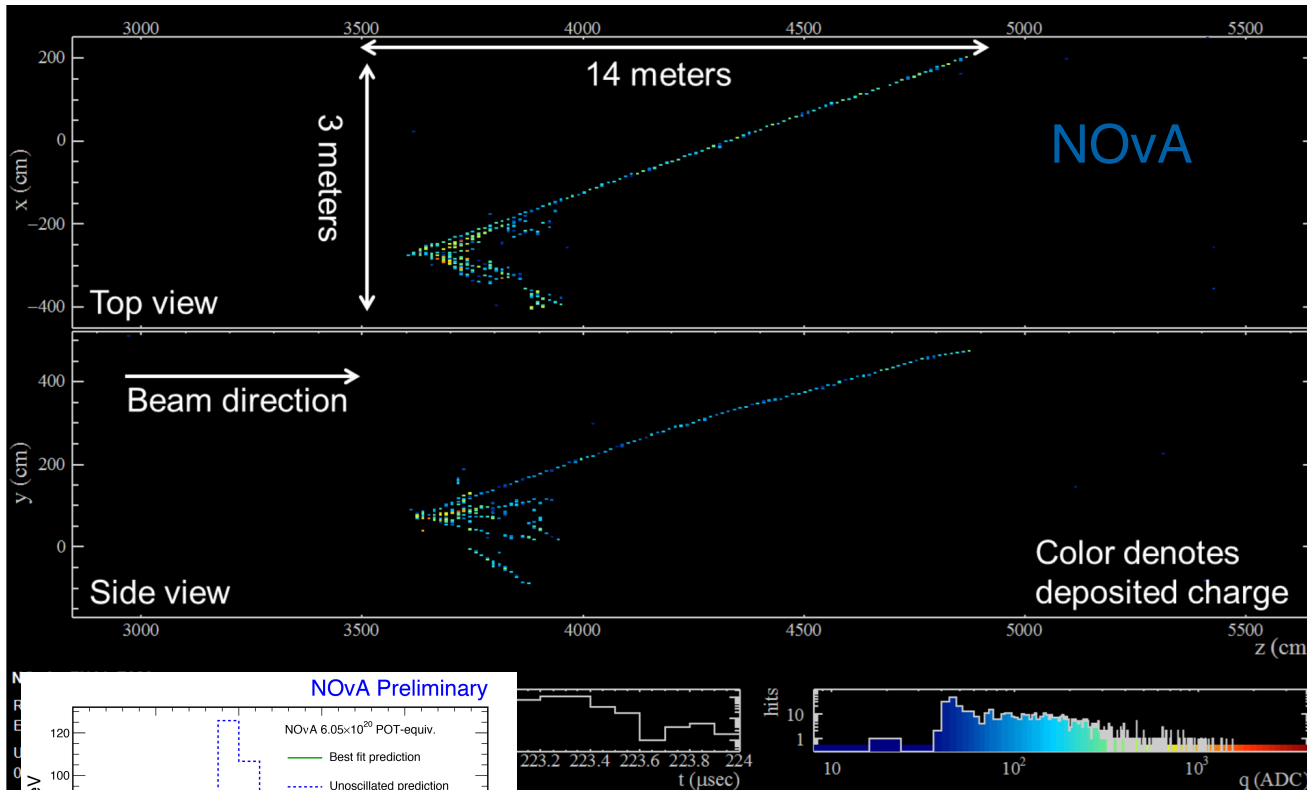 3000 3500 4000 4500 5000 5500
200
0
−200
−400
x (cm)
14 meters
3 meters
NOνA
Top view
400
200
0
y (cm)
Beam direction
Side view
Color denotes
deposited charge
3000 3500 4000 4500 5000 5500
z (cm
NOνA Preliminary
120
100
NOνA 6.05×10²⁰ POT-equiv.
Best fit prediction
Unoscillated prediction
223.2 223.4 223.6 223.8 224
t (μsec)
hits
10
1
10 10² 10³
q (ADC)